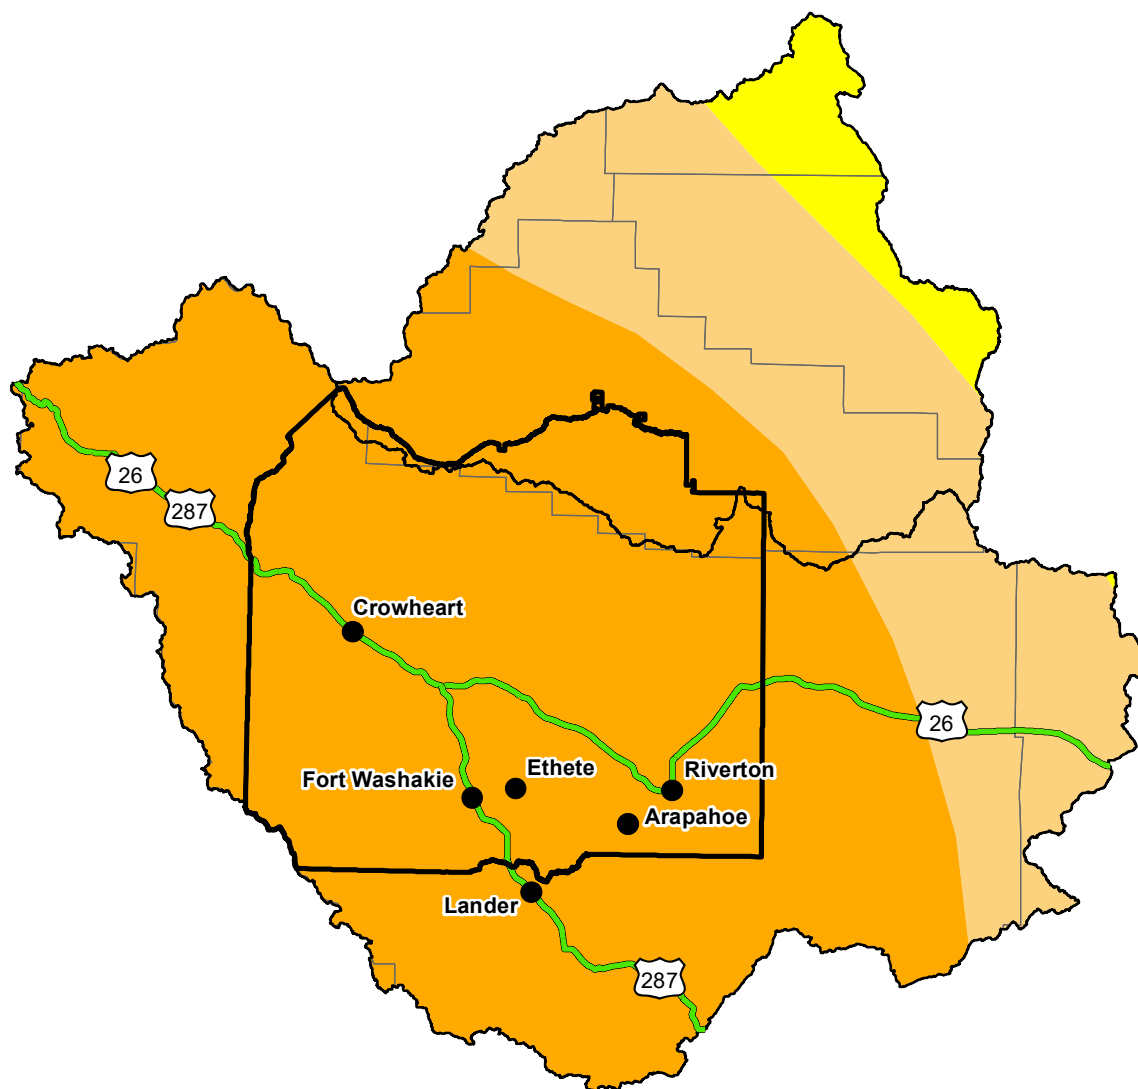 26
287
Crowheart
26
Ethete
Riverton
Fort Washakie
Arapahoe
Lander
287